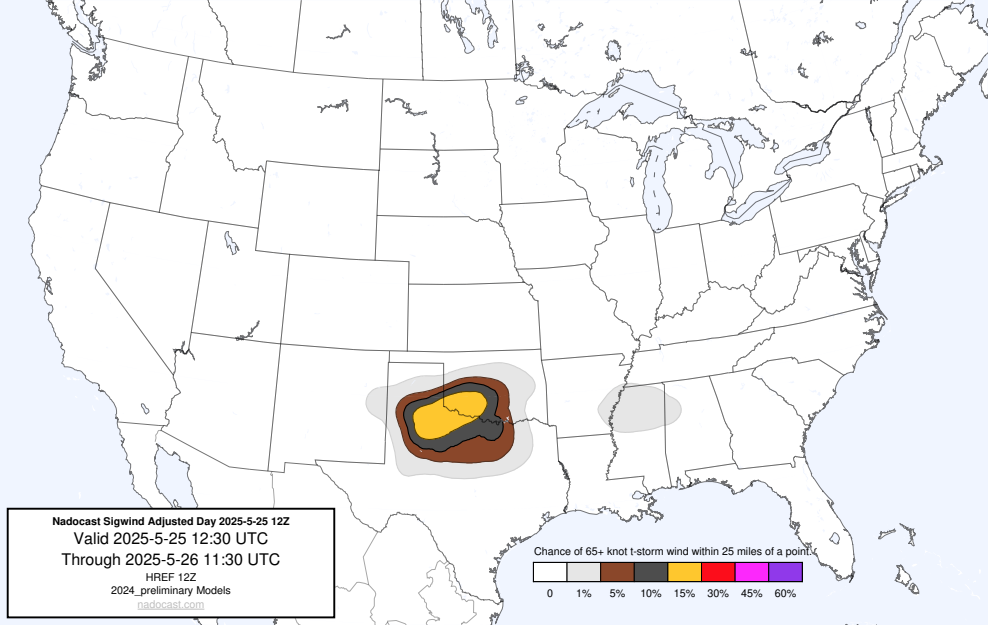 Nadocast Sigwind Adjusted Day 2025-5-25 12Z
Valid 2025-5-25 12:30 UTC
Through 2025-5-26 11:30 UTC
HREF 12Z
2024_preliminary Models
nadocast.com
Chance of 65+ knot t-storm wind within 25 miles of a point.
0 1% 5% 10% 15% 30% 45% 60%